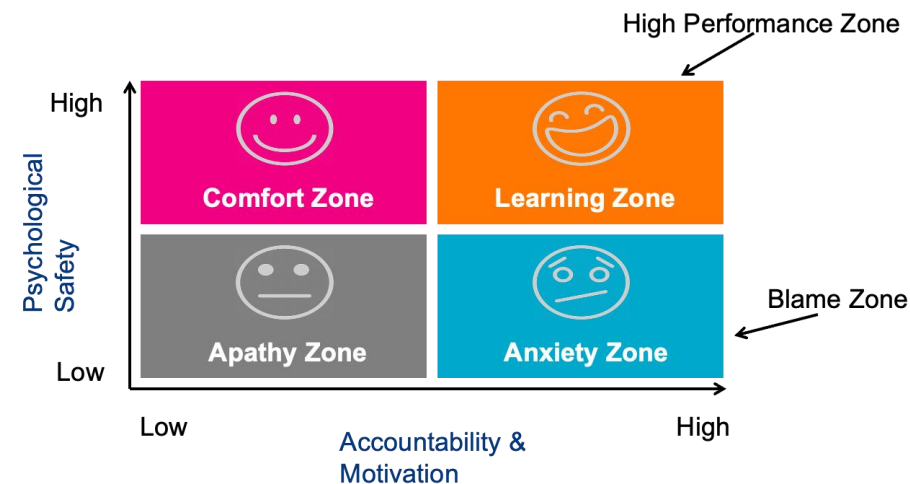 High Performance Zone
High
Comfort Zone
Learning Zone
Psychological
Safety
Blame Zone
Apathy Zone
Anxiety Zone
Low
Low
High
Accountability &
Motivation